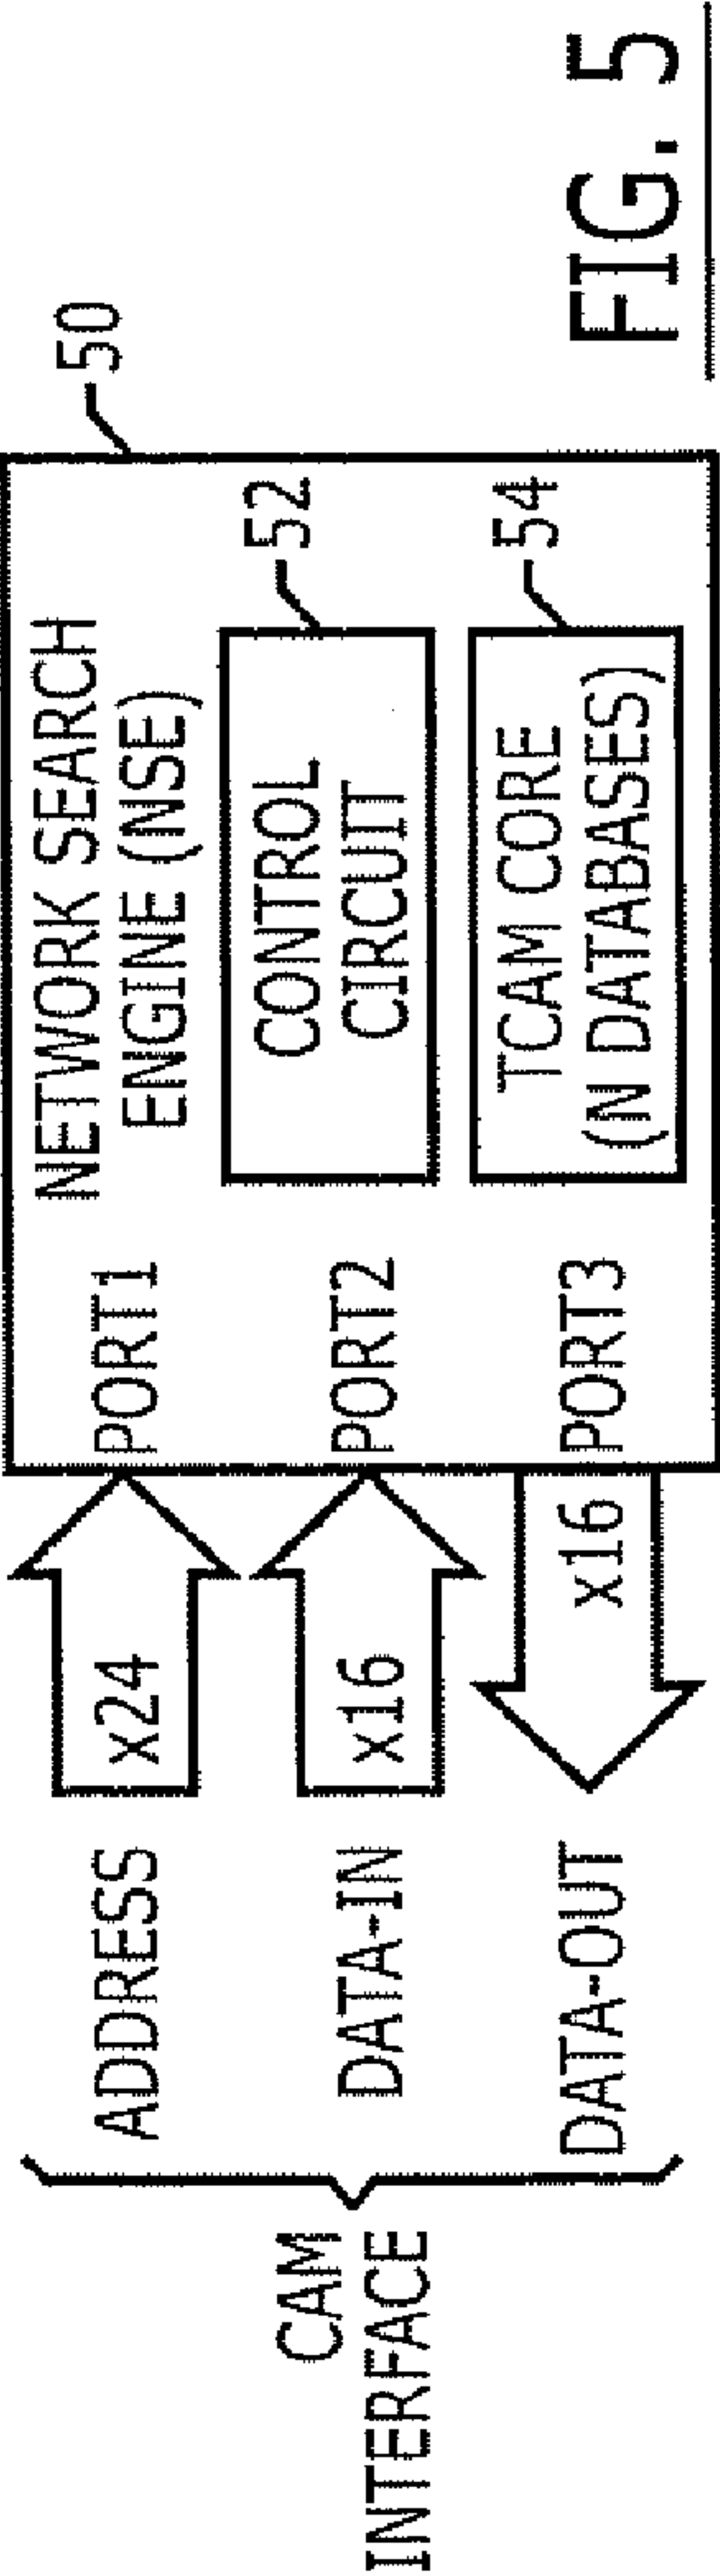 CAM
INTERFACE
ADDRESS
x24
PORT1
DATA-IN
x16
PORT2
DATA-OUT
x16
PORT3
NETWORK SEARCH
ENGINE (NSE)
50
CONTROL
CIRCUIT
52
TCAM CORE
(N DATABASES)
54
FIG. 5